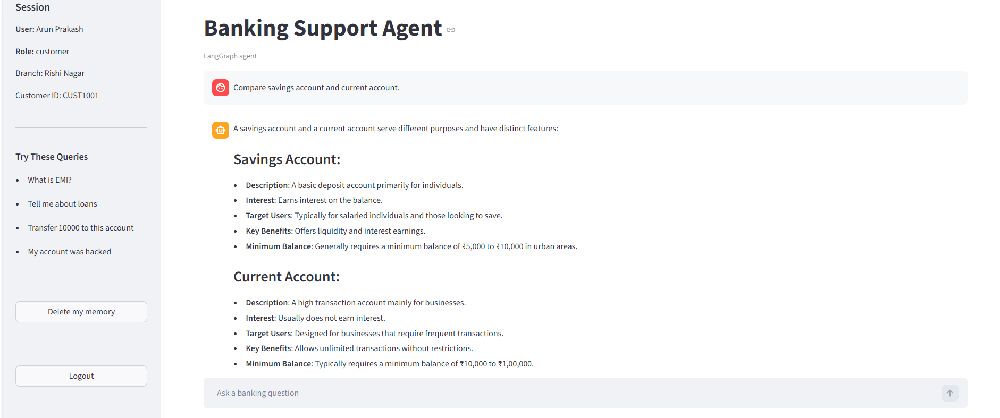 Session
User: Arun Prakash
Role: customer
Branch: Rishi Nagar
Customer ID: CUST1001
Try These Queries
What is EMI?
Tell me about loans
Transfer 10000 to this account
My account was hacked
Delete my memory
Logout
Banking Support Agent
LangGraph agent
Compare savings account and current account.
A savings account and a current account serve different purposes and have distinct features:
Savings Account:
Description: A basic deposit account primarily for individuals.
Interest: Earns interest on the balance.
Target Users: Typically for salaried individuals and those looking to save.
Key Benefits: Offers liquidity and interest earnings.
Minimum Balance: Generally requires a minimum balance of ₹5,000 to ₹10,000 in urban areas.
Current Account:
Description: A high transaction account mainly for businesses.
Interest: Usually does not earn interest.
Target Users: Designed for businesses that require frequent transactions.
Key Benefits: Allows unlimited transactions without restrictions.
Minimum Balance: Typically requires a minimum balance of ₹10,000 to ₹1,00,000.
Ask a banking question